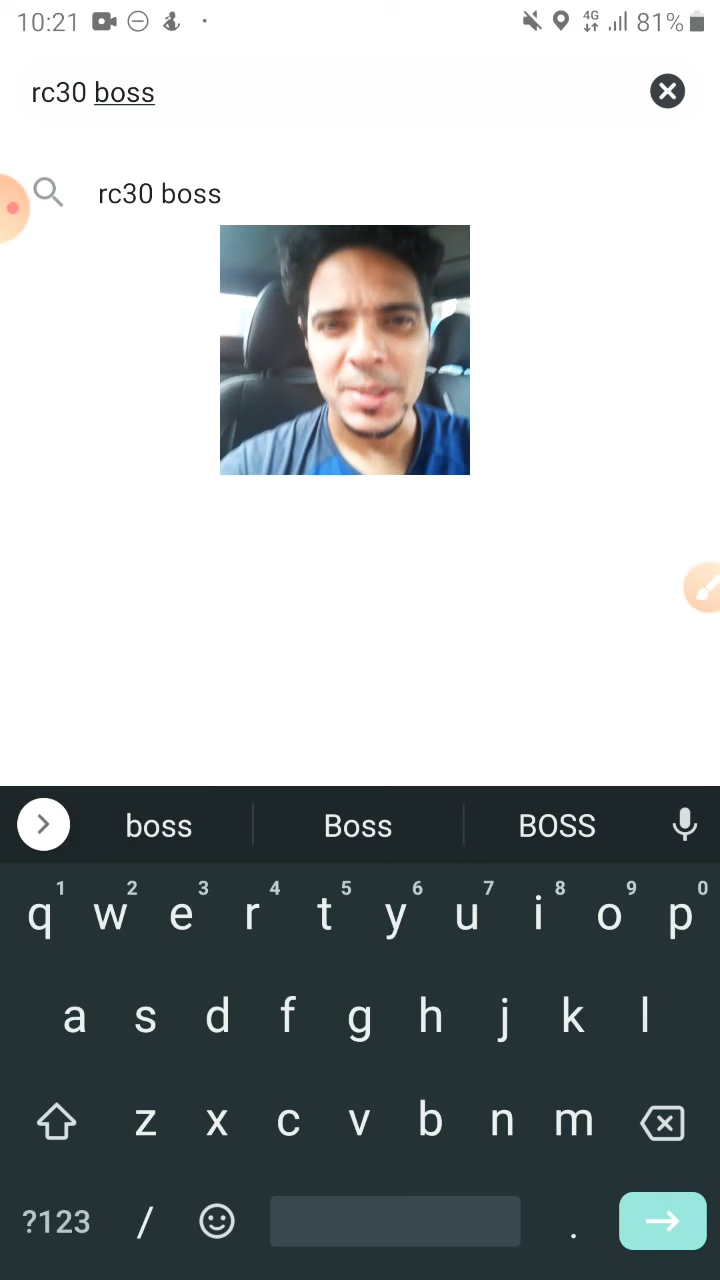 10:21 4G 81%
rc30 boss
rc30 boss
boss Boss BOSS
1 2 3 4 5 6 7 8 9 0
q w e r t y u i o p
a s d f g h j k l
z x c v b n m
?123 / .